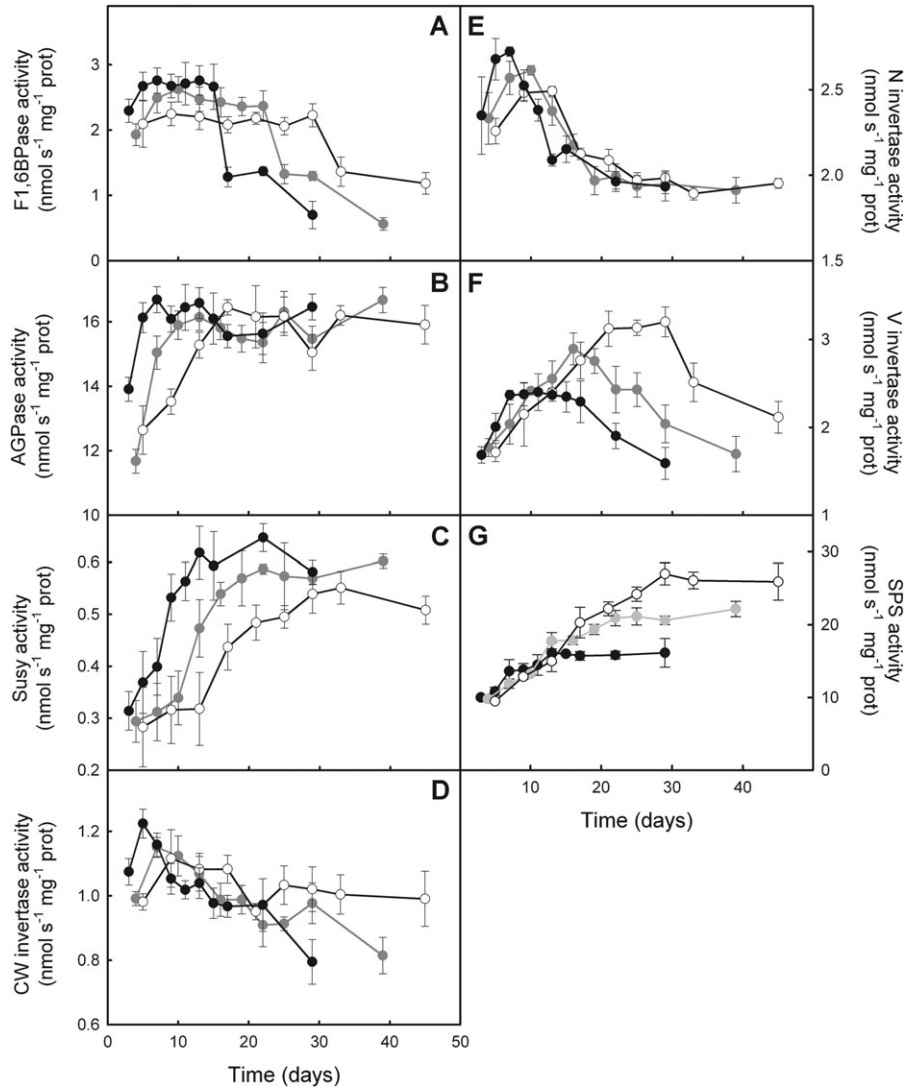 A
F1,6BPase activity
(nmol s-1 mg-1 prot)
3
2
1
0
E
N invertase activity
(nmol s-1 mg-1 prot)
2.5
2.0
1.5
B
AGPase activity
(nmol s-1 mg-1 prot)
16
14
12
10
F
V invertase activity
(nmol s-1 mg-1 prot)
3
2
1
C
Susy activity
(nmol s-1 mg-1 prot)
0.6
0.5
0.4
0.3
0.2
G
SPS activity
(nmol s-1 mg-1 prot)
30
20
10
0
10 20 30 40
Time (days)
D
CW invertase activity
(nmol s-1 mg-1 prot)
1.2
1.0
0.8
0.6
0 10 20 30 40 50
Time (days)